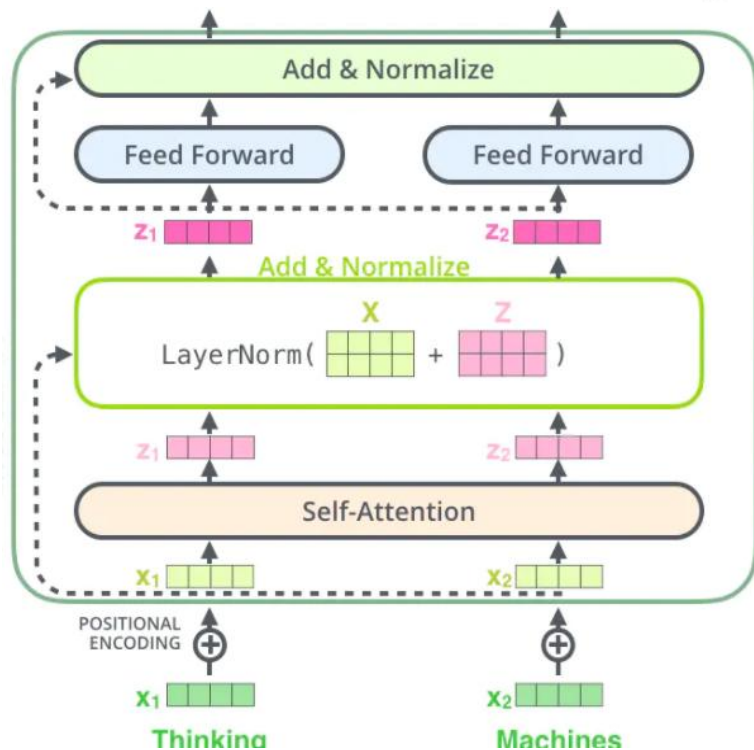 Add & Normalize
Feed Forward Feed Forward
z1 z2
Add & Normalize
X Z
LayerNorm( + )
z1 z2
Self-Attention
x1 x2
POSITIONAL
ENCODING
x1 x2
Thinking Machines